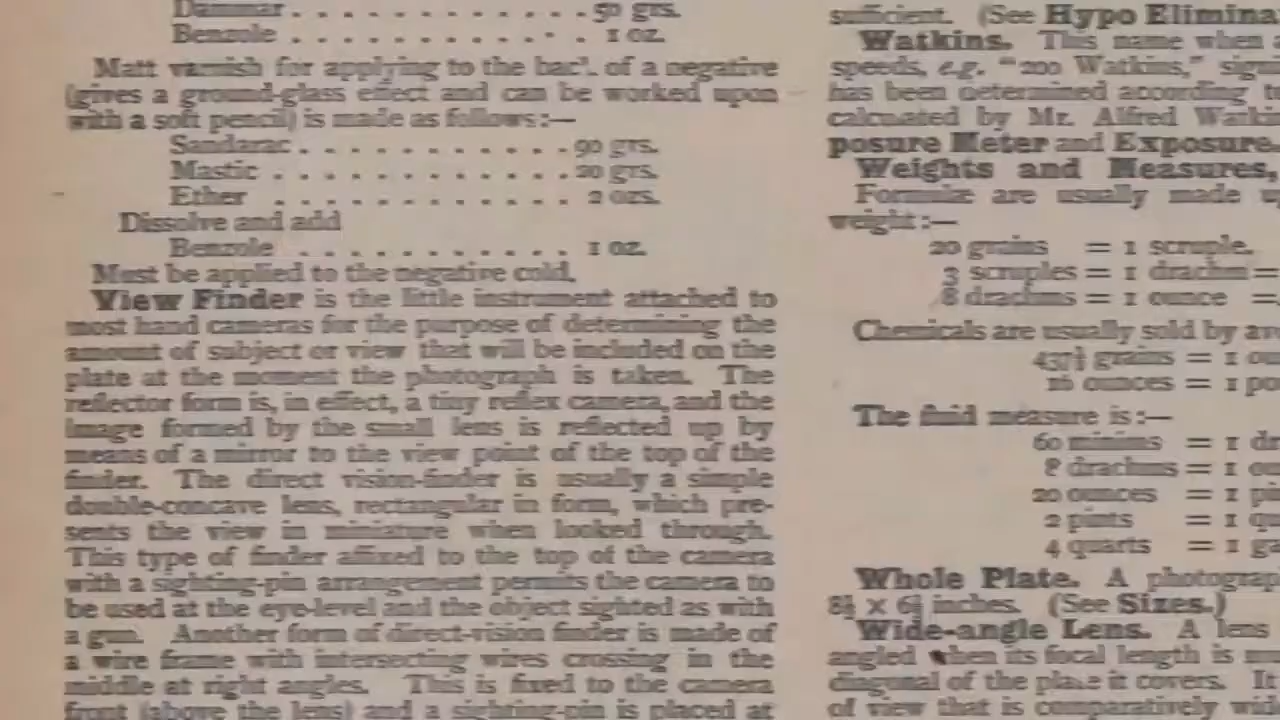 Dammar . . . . . . . . . . . . 50 grs.
Benzole . . . . . . . . . . . . 1 oz.
Matt varnish for applying to the back of a negative
(gives a ground-glass effect and can be worked upon
with a soft pencil) is made as follows:—
Sandarac . . . . . . . . . . . . 90 grs.
Mastic . . . . . . . . . . . . 20 grs.
Ether . . . . . . . . . . . . 2 ozs.
Dissolve and add
Benzole . . . . . . . . . . . 1 oz.
Must be applied to the negative cold.
View Finder is the little instrument attached to
most hand cameras for the purpose of determining the
amount of subject or view that will be included on the
plate at the moment the photograph is taken. The
reflector form is, in effect, a tiny reflex camera, and the
image formed by the small lens is reflected up by
means of a mirror to the view point of the top of the
finder. The direct vision-finder is usually a simple
double-concave lens, rectangular in form, which pre-
sents the view in miniature when looked through.
This type of finder affixed to the top of the camera
with a sighting-pin arrangement permits the camera to
be used at the eye-level and the object sighted as with
a gun. Another form of direct-vision finder is made of
a wire frame with intersecting wires crossing in the
middle at right angles. This is fixed to the camera
front (above the lens) and a sighting-pin is placed at
sufficient. (See Hypo Elimina
Watkins. This name when
speeds, e.g. "200 Watkins," sign
has been determined according to
calculated by Mr. Alfred Watkin
posure Meter and Exposure.
Weights and Measures,
Formulæ are usually made u
weight:—
20 grains = 1 scruple.
3 scruples = 1 drachm =
8 drachms = 1 ounce =
Chemicals are usually sold by avo
437½ grains = 1 ou
16 ounces = 1 po
The fluid measure is:—
60 minims = 1 dr
8 drachms = 1 ou
20 ounces = 1 pi
2 pints = 1 qu
4 quarts = 1 ga
Whole Plate. A photograp
8½ × 6½ inches. (See Sizes.)
Wide-angle Lens. A lens
angled when its focal length is
diagonal of the plate it covers. It
of view that is comparatively wid